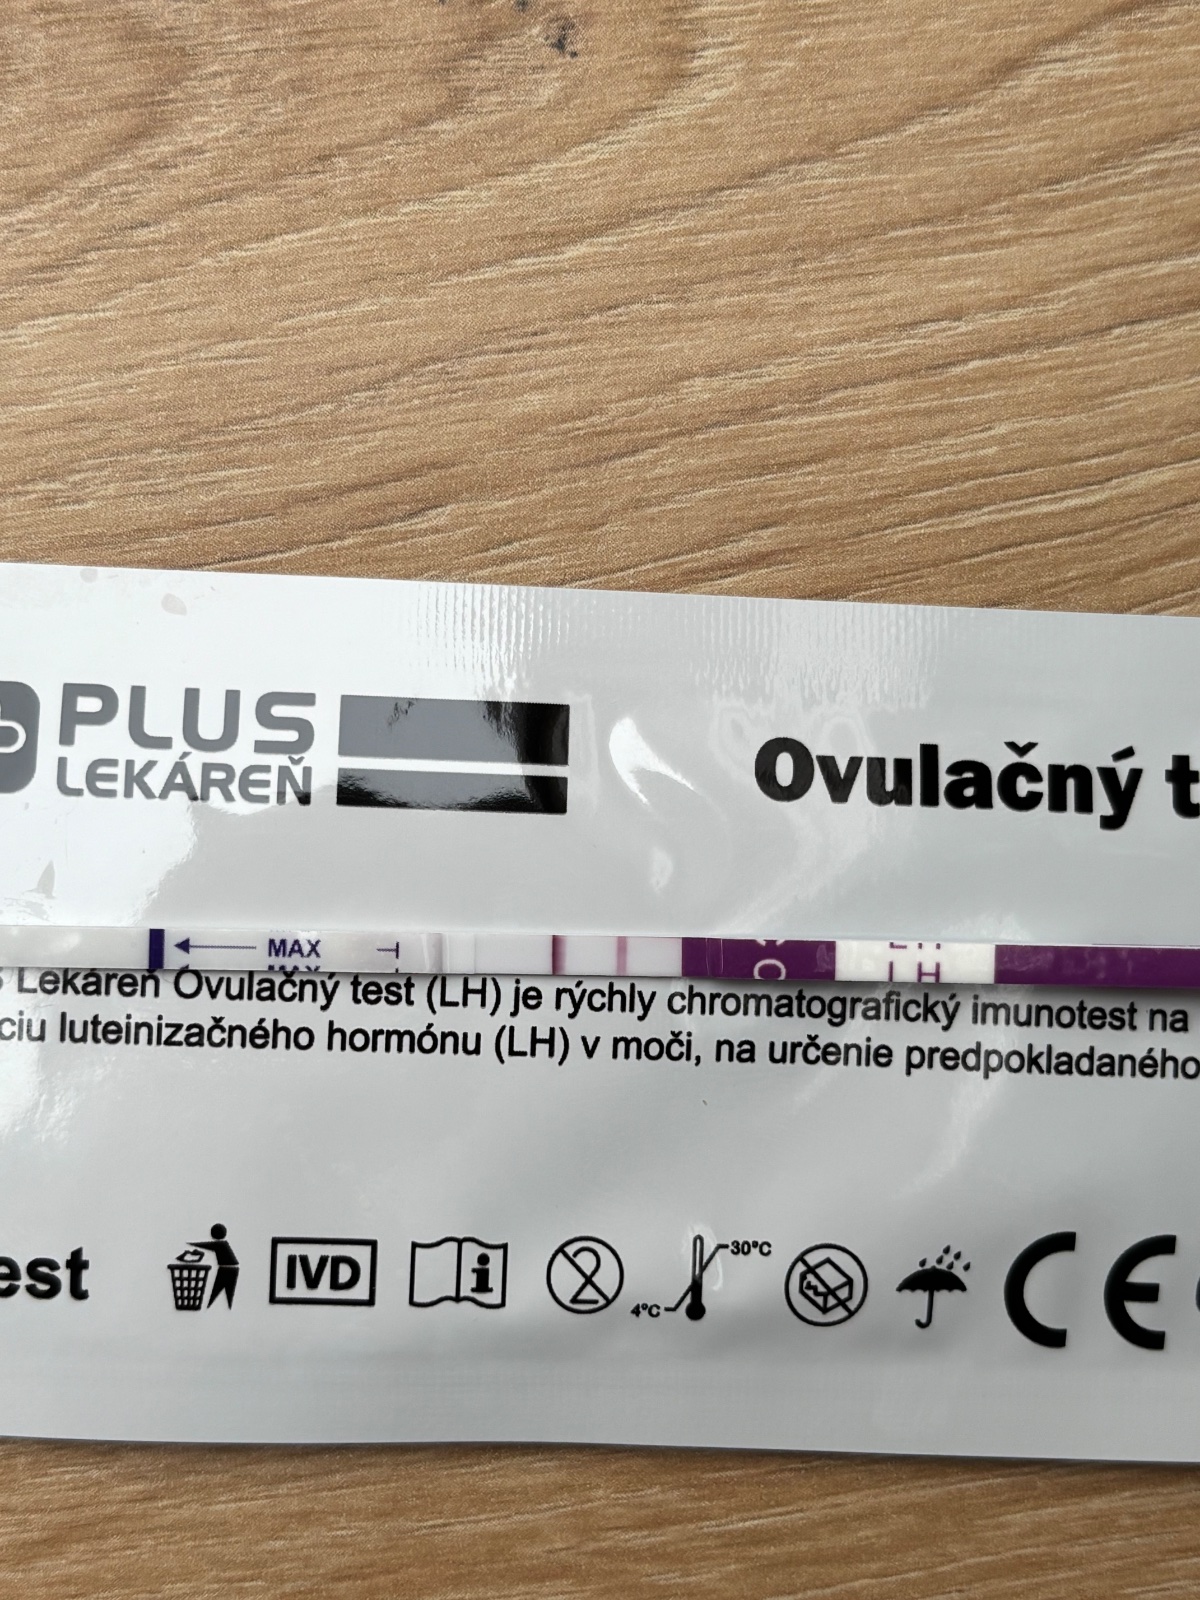 PLUS
LEKÁREŇ
Ovulačný
MAX
LH
Lekáreň Ovulačný test (LH) je rýchly chromatografický imunotest na
ciu luteinizačného hormónu (LH) v moči, na určenie predpokladaného
est
IVD
i
2
30°C
4°C
CE